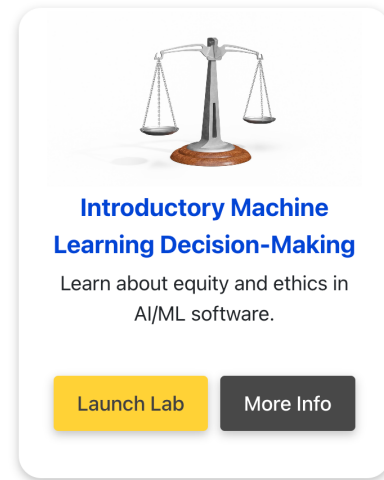 Introductory Machine
Learning Decision-Making
Learn about equity and ethics in
AI/ML software.
Launch Lab
More Info